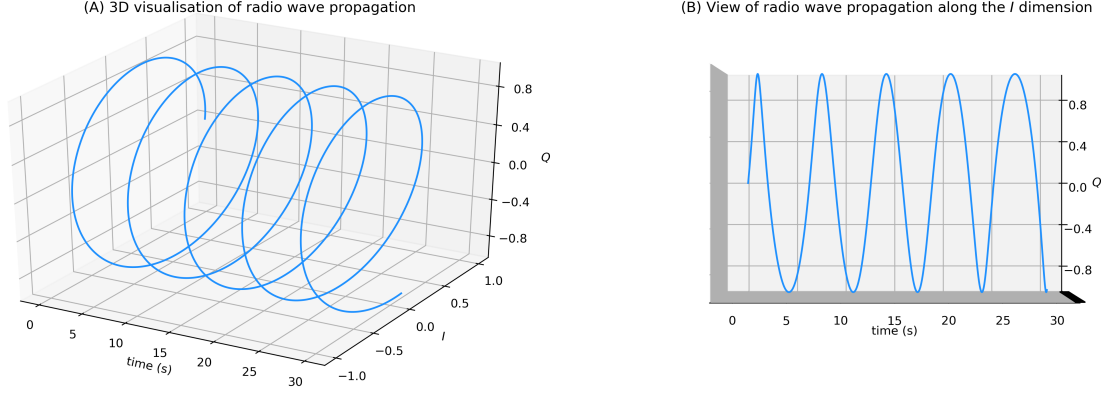 (A) 3D visualisation of radio wave propagation
0.8
0.4
0.0
−0.4
−0.8
Q
0
5
10
15
20
25
30
time (s)
−1.0
−0.5
0.0
0.5
1.0
I
(B) View of radio wave propagation along the I dimension
0.8
0.4
0.0
−0.4
−0.8
Q
0 5 10 15 20 25 30
time (s)